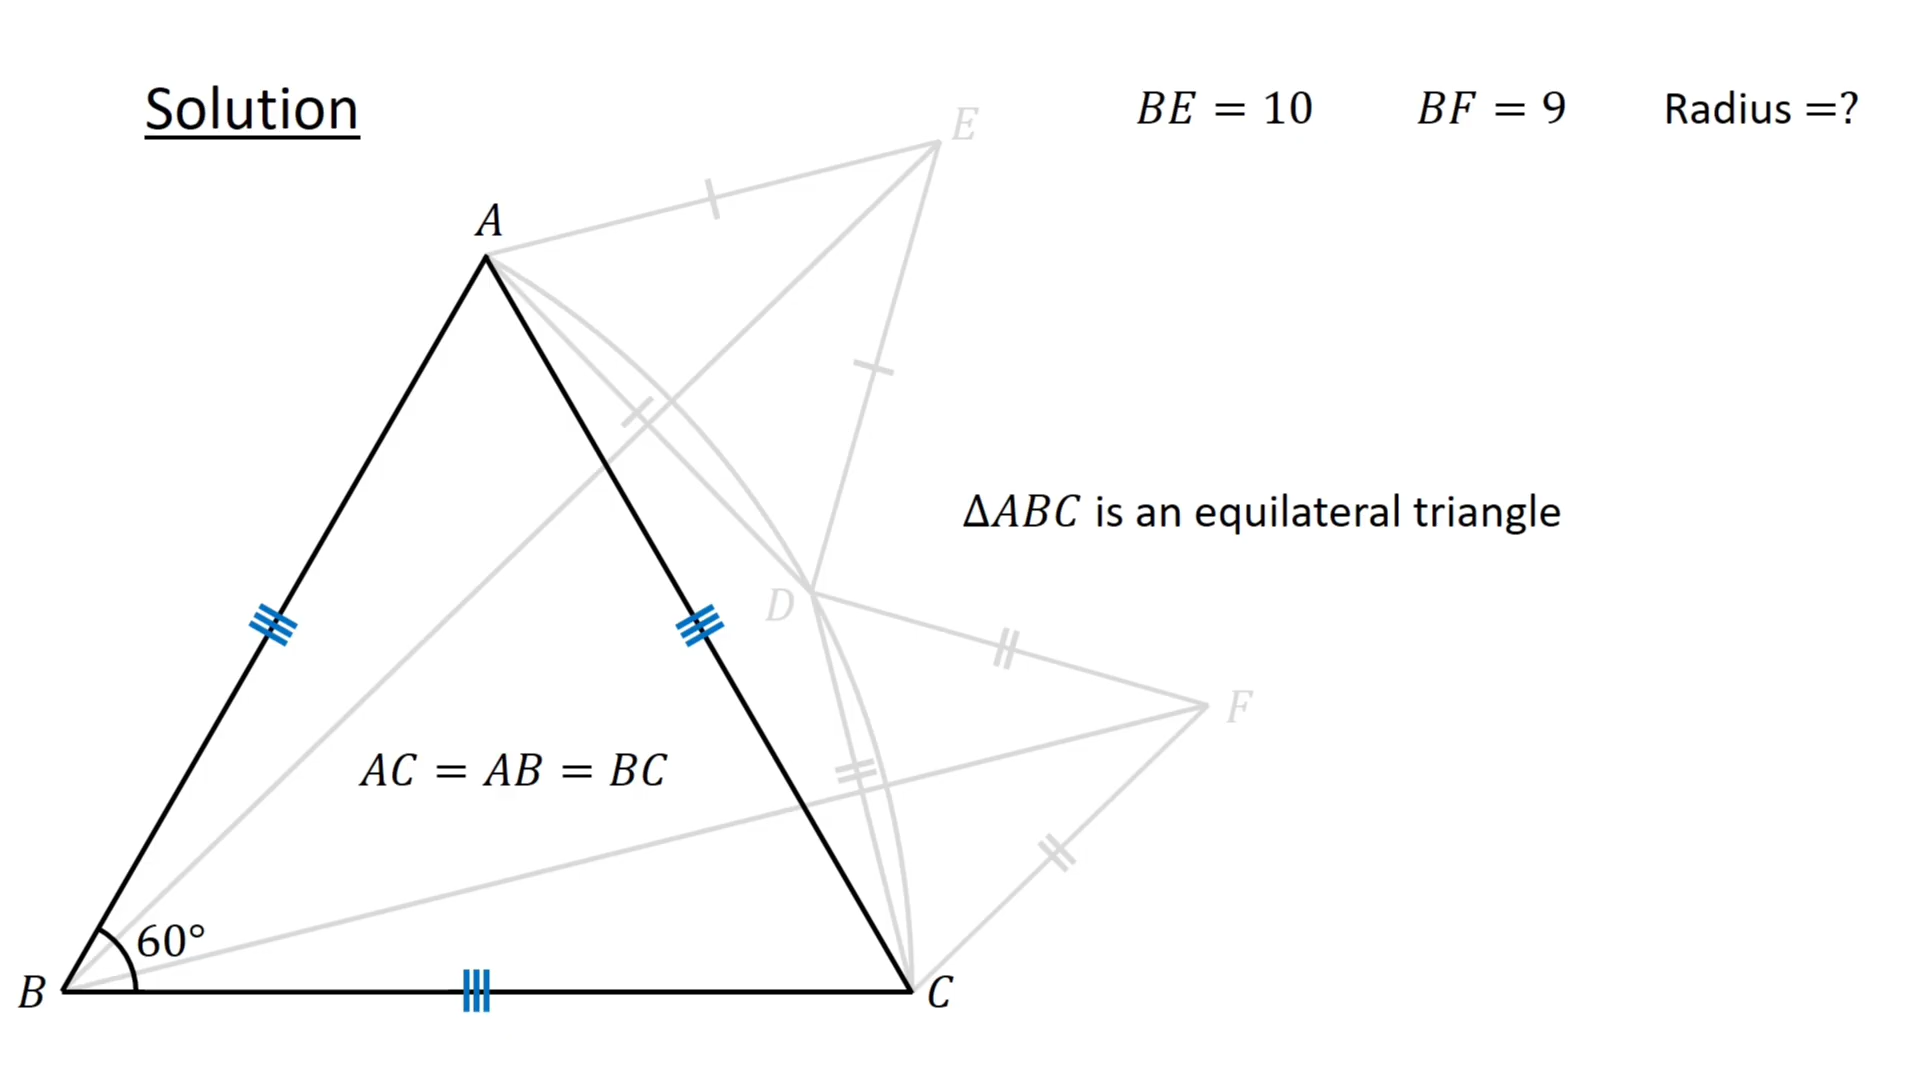 Solution
BE = 10 BF = 9 Radius =?
E
A
ΔABC is an equilateral triangle
D
F
AC = AB = BC
60°
B
C